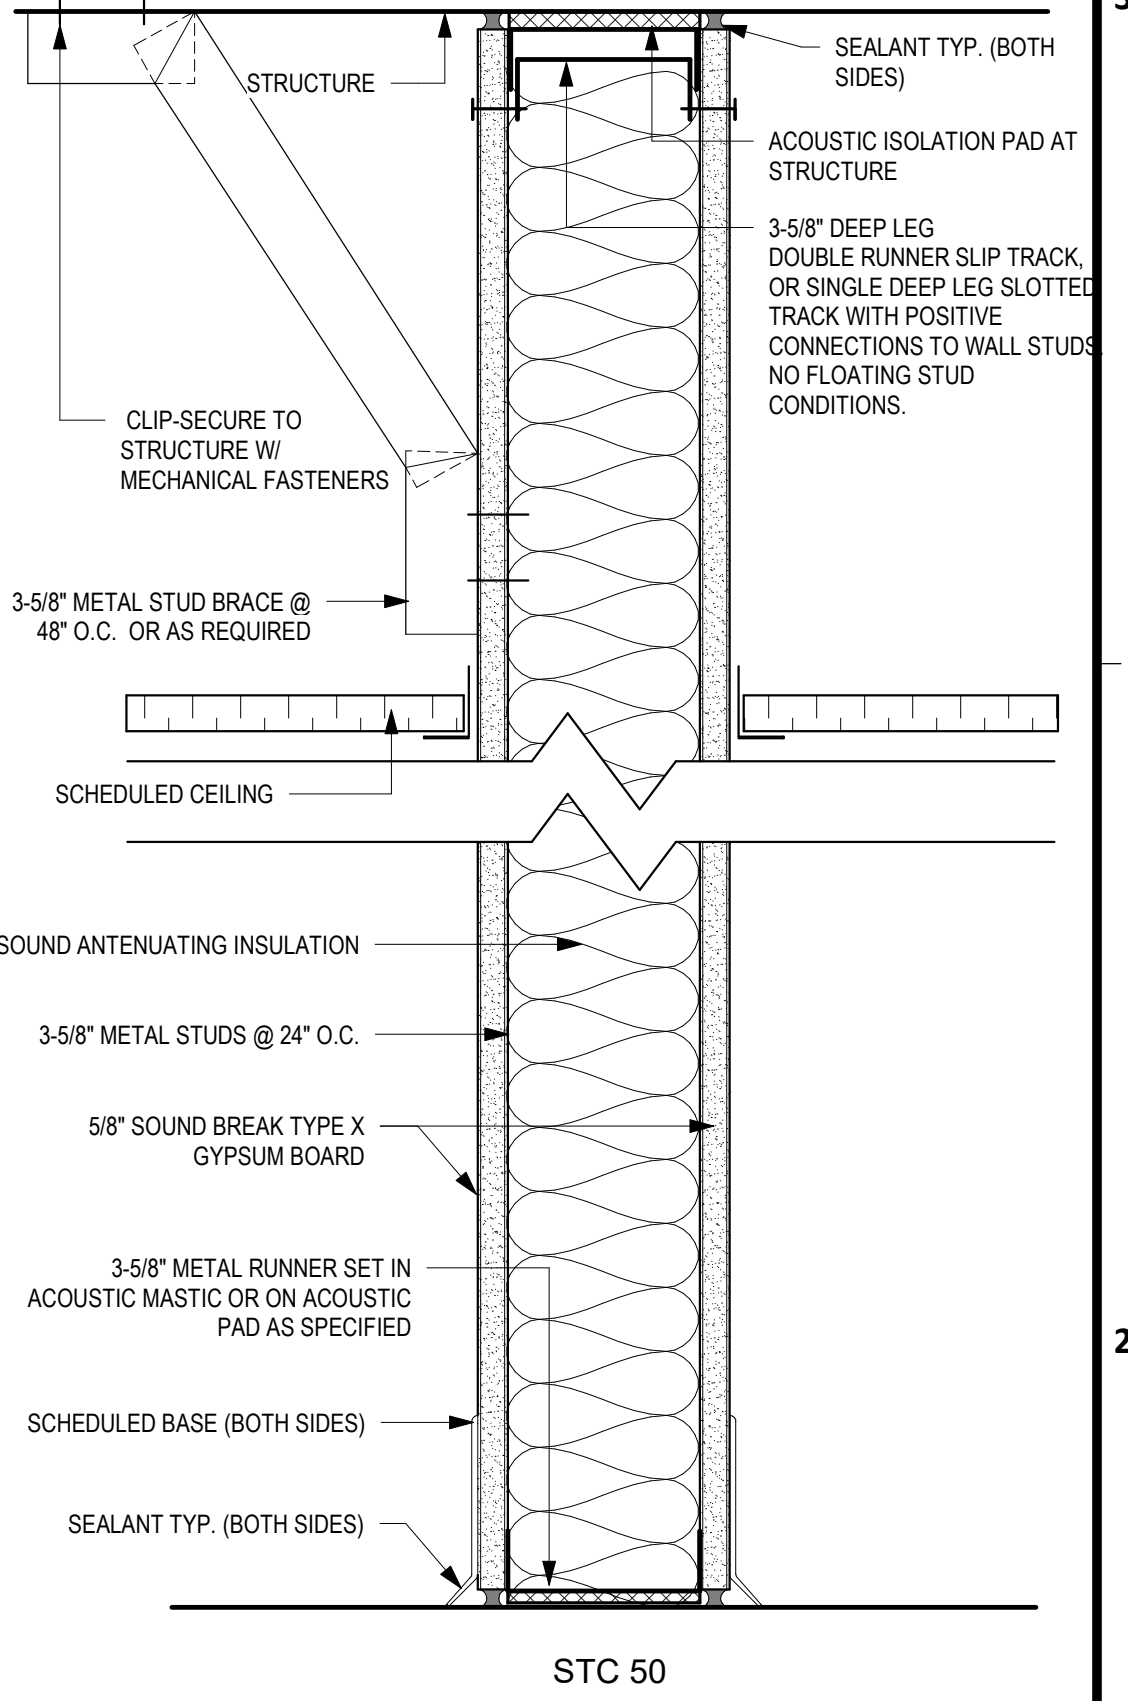 STRUCTURE
SEALANT TYP. (BOTH
SIDES)
ACOUSTIC ISOLATION PAD AT
STRUCTURE
3-5/8" DEEP LEG
DOUBLE RUNNER SLIP TRACK,
OR SINGLE DEEP LEG SLOTTED
TRACK WITH POSITIVE
CONNECTIONS TO WALL STUDS.
NO FLOATING STUD
CONDITIONS.
CLIP-SECURE TO
STRUCTURE W/
MECHANICAL FASTENERS
3-5/8" METAL STUD BRACE @
48" O.C. OR AS REQUIRED
SCHEDULED CEILING
SOUND ANTENUATING INSULATION
3-5/8" METAL STUDS @ 24" O.C.
5/8" SOUND BREAK TYPE X
GYPSUM BOARD
3-5/8" METAL RUNNER SET IN
ACOUSTIC MASTIC OR ON ACOUSTIC
PAD AS SPECIFIED
2
SCHEDULED BASE (BOTH SIDES)
SEALANT TYP. (BOTH SIDES)
STC 50